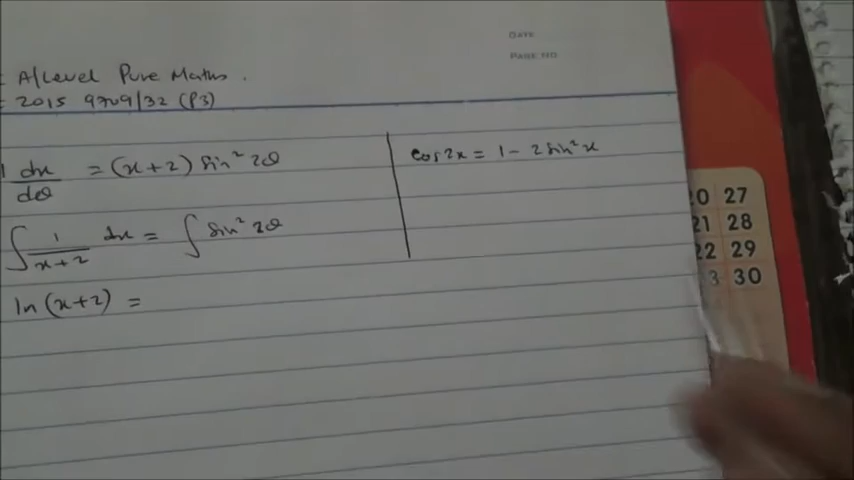 DATE
PAGE NO
A/Level Pure Maths.
= 2015 9709/32 (P3)
dx/dθ = (x+2) sin² 2θ
cos 2x = 1 - 2 sin² x
∫ 1/(x+2) dx = ∫ sin² 2θ
ln(x+2) =
20 27
21 28
22 29
23 30